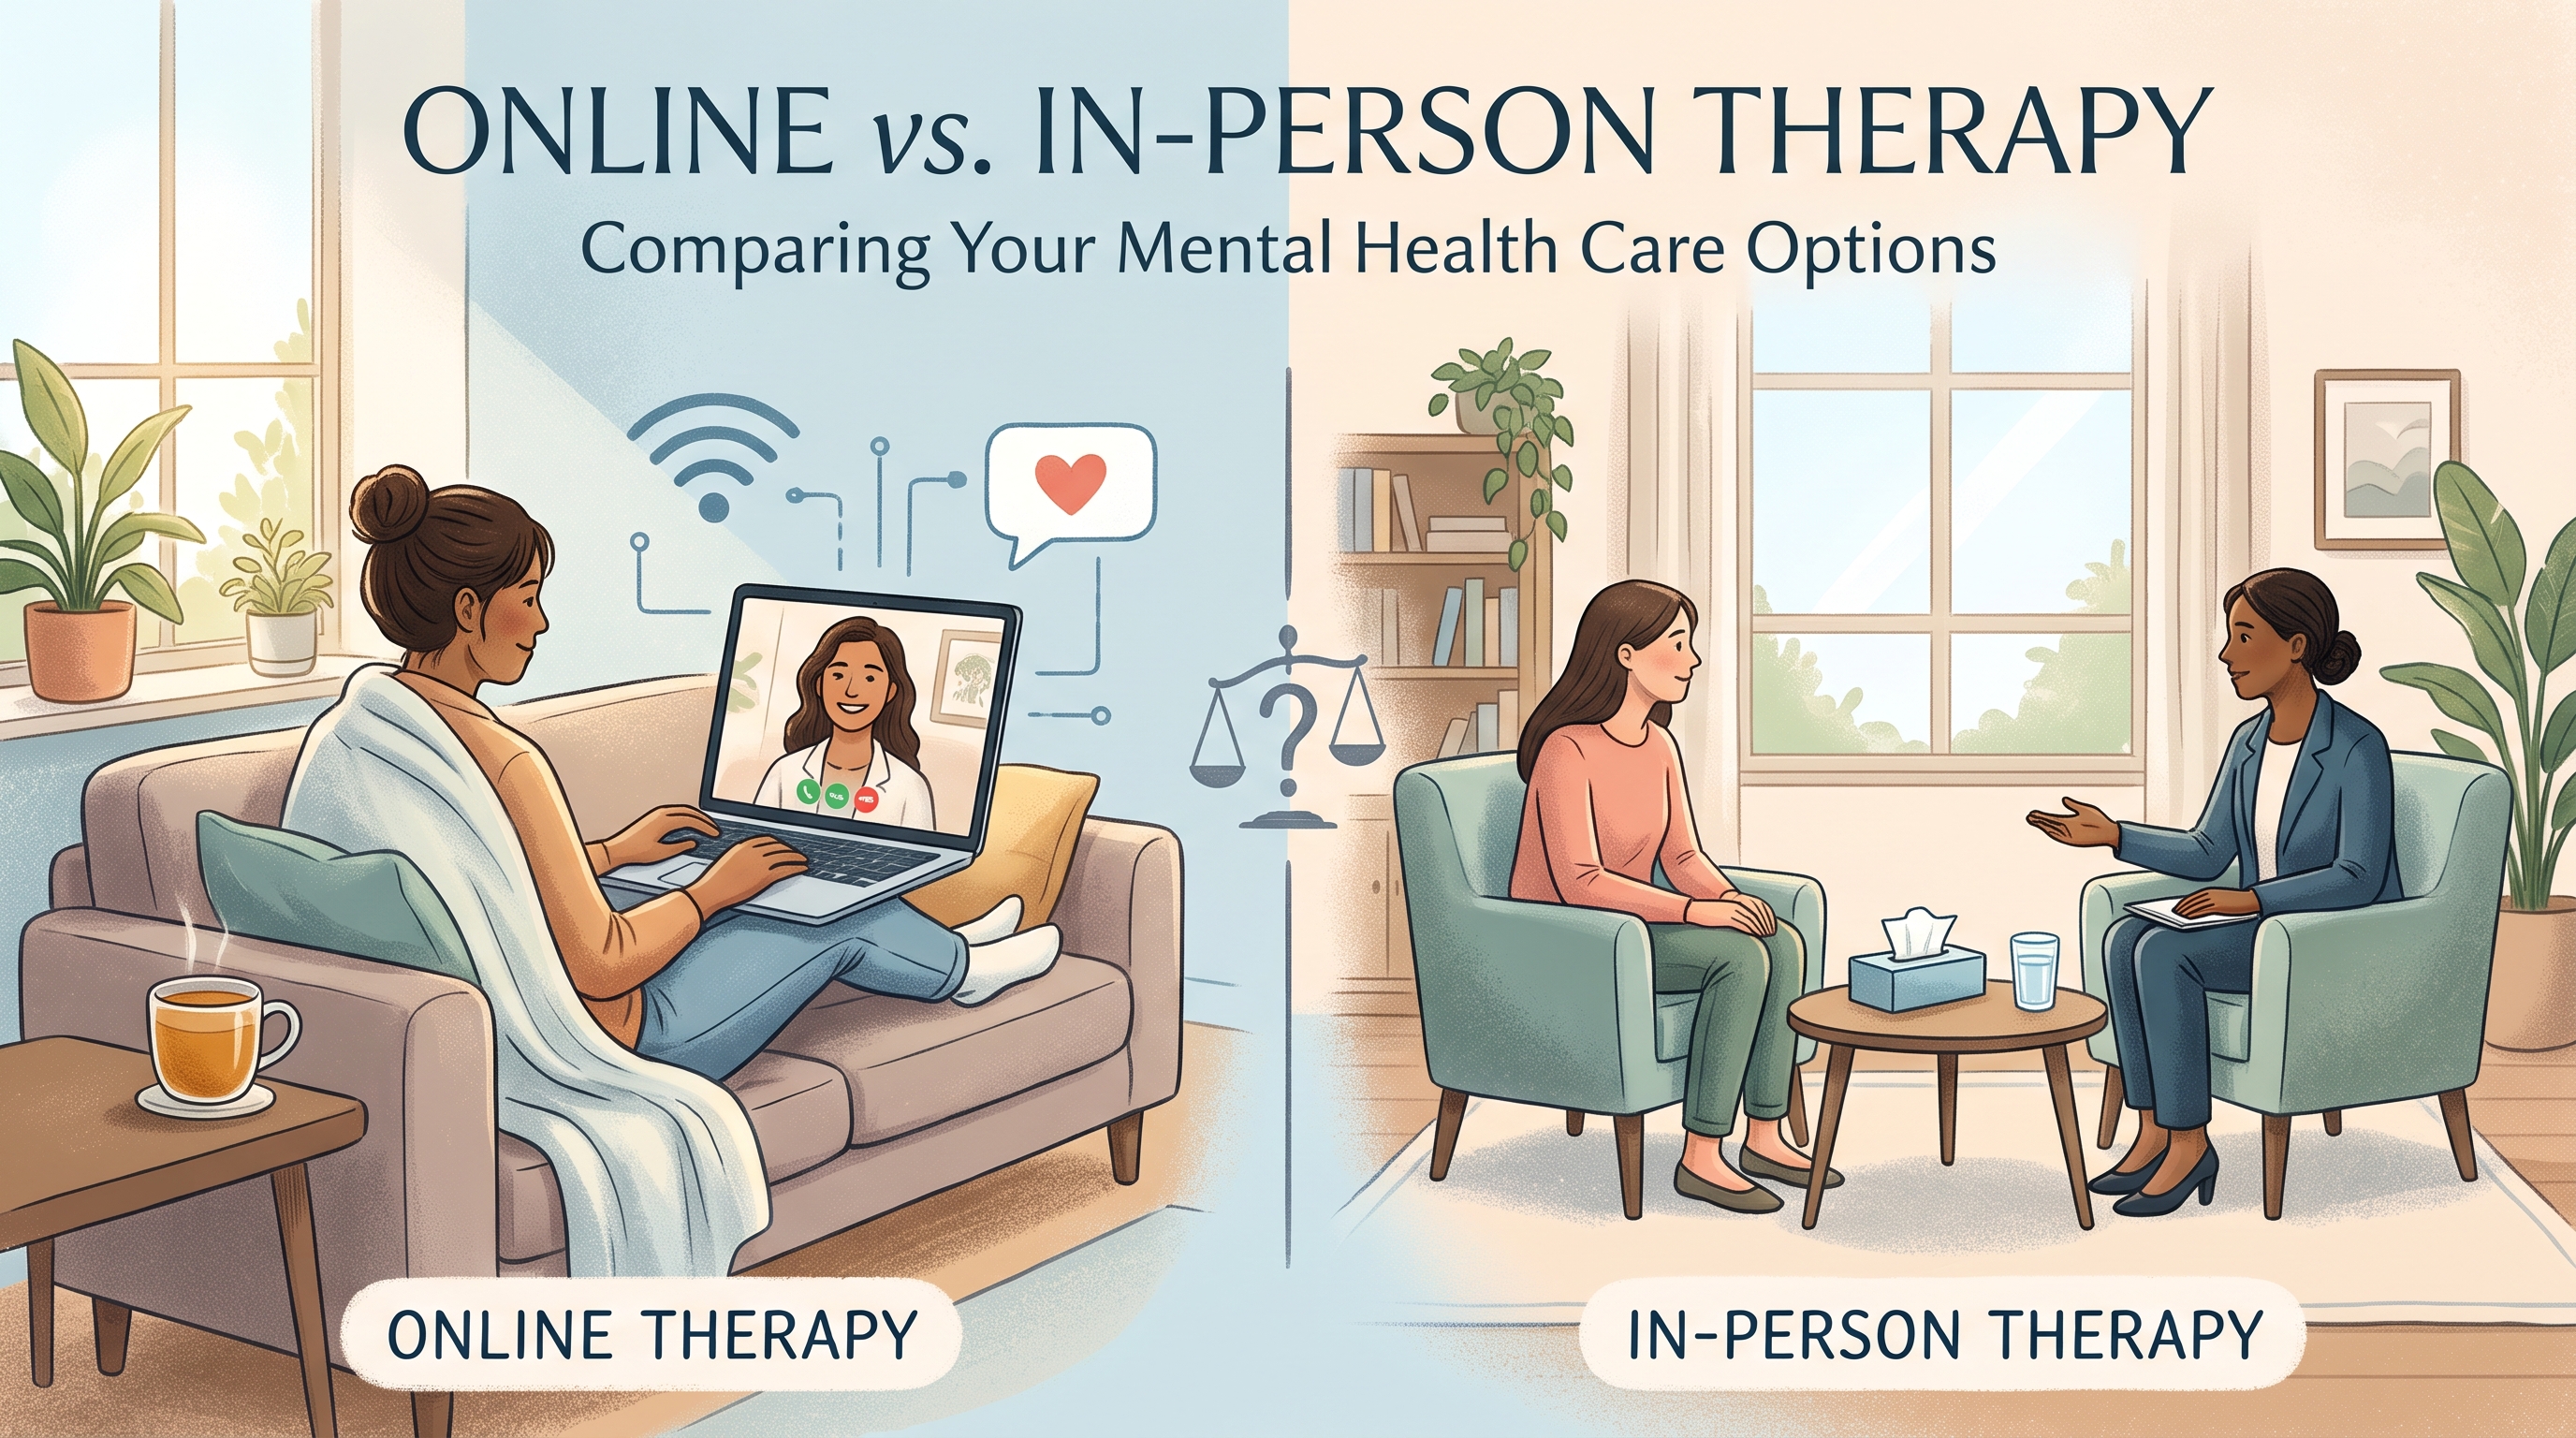 ONLINE vs. IN-PERSON THERAPY
Comparing Your Mental Health Care Options
ONLINE THERAPY
IN-PERSON THERAPY